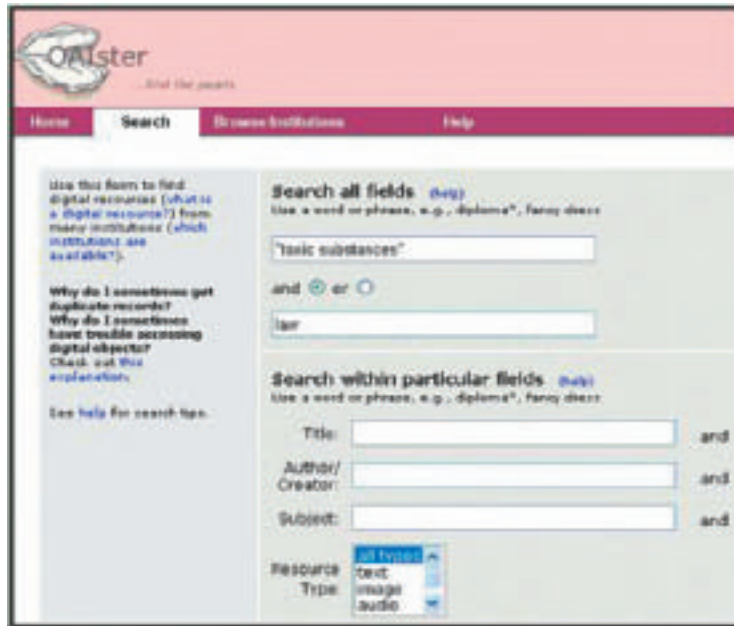 OAIster
...find the pearls
Home Search Browse Institutions Help
Use this form to find
digital resources (what is
a digital resource?) from
many institutions (which
institutions are
available?).
Why do I sometimes get
duplicate records?
Why do I sometimes
have trouble accessing
digital objects?
Check out this
explanation.
See help for search tips.
Search all fields (help)
Use a word or phrase, e.g., diploma*, fancy dress
"toxic substances"
and or
law
Search within particular fields (help)
Use a word or phrase, e.g., diploma*, fancy dress
Title: and
Author/
Creator: and
Subject: and
Resource
Type:
all types
text
image
audio